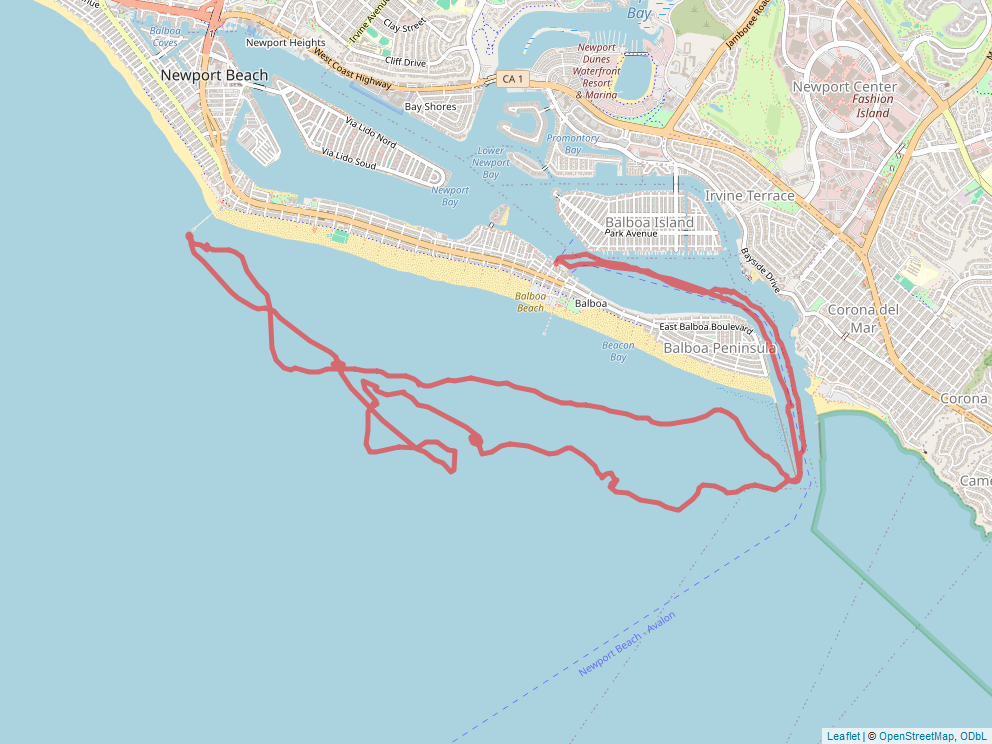 Balboa
Coves
Irvine Avenue
Clay Street
Newport Heights
Cliff Drive
West Coast Highway
Newport Beach
CA 1
Bay Shores
Via Lido Nord
Via Lido Soud
Lower
Newport
Bay
Newport
Bay
Bay
Newport
Dunes
Waterfront
Resort
& Marina
Promontory
Bay
Jamboree Road
Newport Center
Fashion
Island
Irvine Terrace
Balboa Island
Park Avenue
Bayside Drive
Corona del
Mar
Corona
Came
Balboa
Beach
Balboa
East Balboa Boulevard
Balboa Peninsula
Beacon
Bay
Newport Beach - Avalon
Leaflet | © OpenStreetMap, ODbL